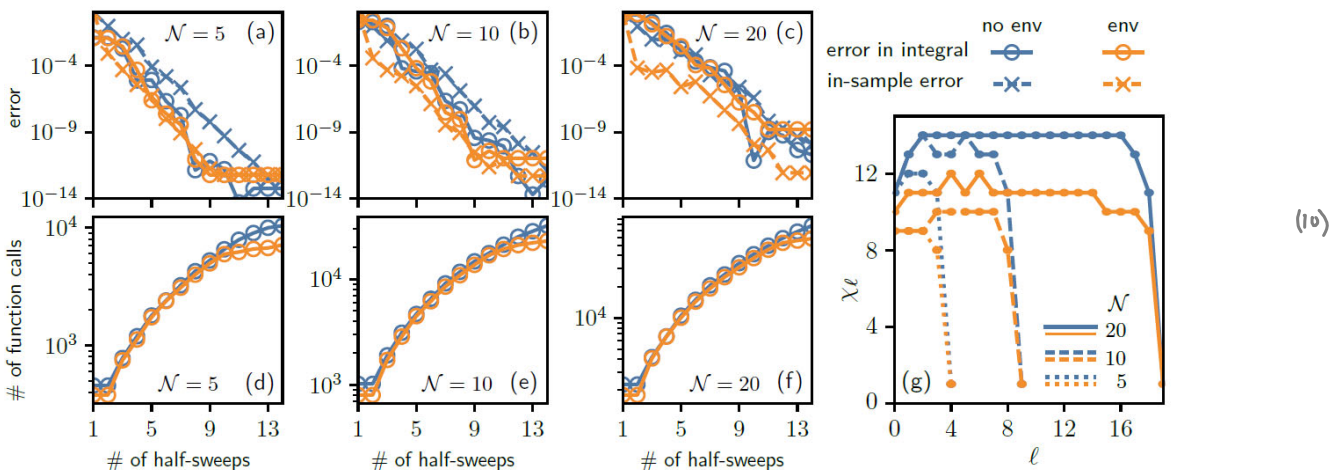 𝒩 = 5 (a)
𝒩 = 10 (b)
𝒩 = 20 (c)
no env env
error in integral
in-sample error
error
10⁻⁴ 10⁻⁹ 10⁻¹⁴
10⁻⁴ 10⁻⁹ 10⁻¹⁴
10⁻⁴ 10⁻⁹ 10⁻¹⁴
# of function calls
10⁴ 10³
𝒩 = 5 (d)
10⁴ 10³
𝒩 = 10 (e)
10⁴
𝒩 = 20 (f)
1 5 9 13
1 5 9 13
1 5 9 13
# of half-sweeps
# of half-sweeps
# of half-sweeps
χℓ
12
8
4
0
𝒩
20
10
5
(g)
0 4 8 12 16
ℓ
(10)